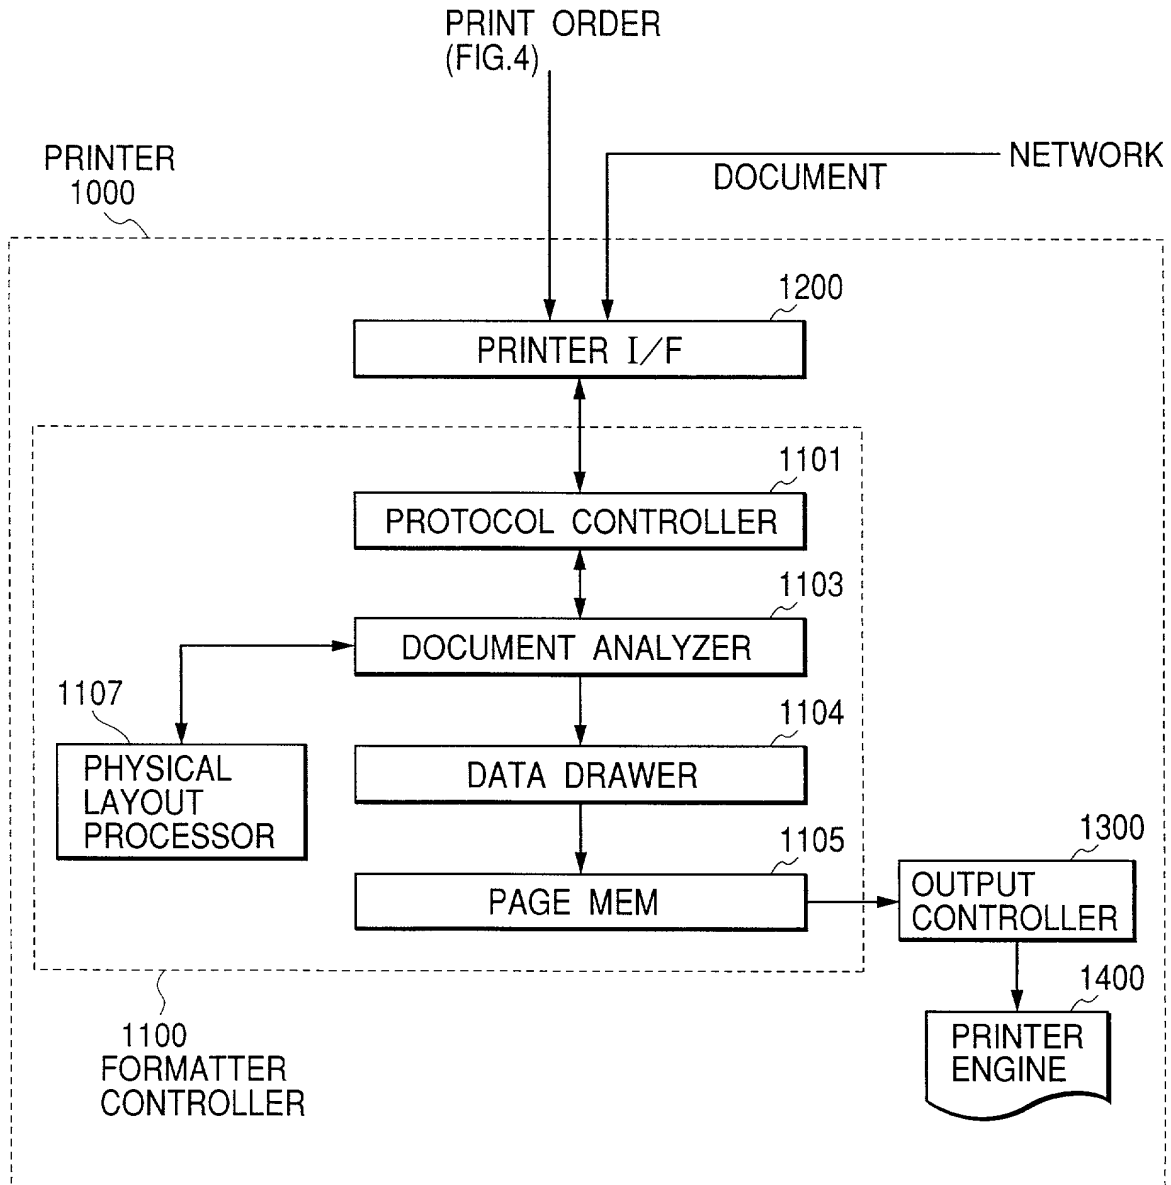 PRINT ORDER
(FIG.4)
NETWORK
DOCUMENT
PRINTER
1000
1200
PRINTER I/F
1101
PROTOCOL CONTROLLER
1103
DOCUMENT ANALYZER
1107
PHYSICAL
LAYOUT
PROCESSOR
1104
DATA DRAWER
1105
PAGE MEM
1300
OUTPUT
CONTROLLER
1400
PRINTER
ENGINE
1100
FORMATTER
CONTROLLER